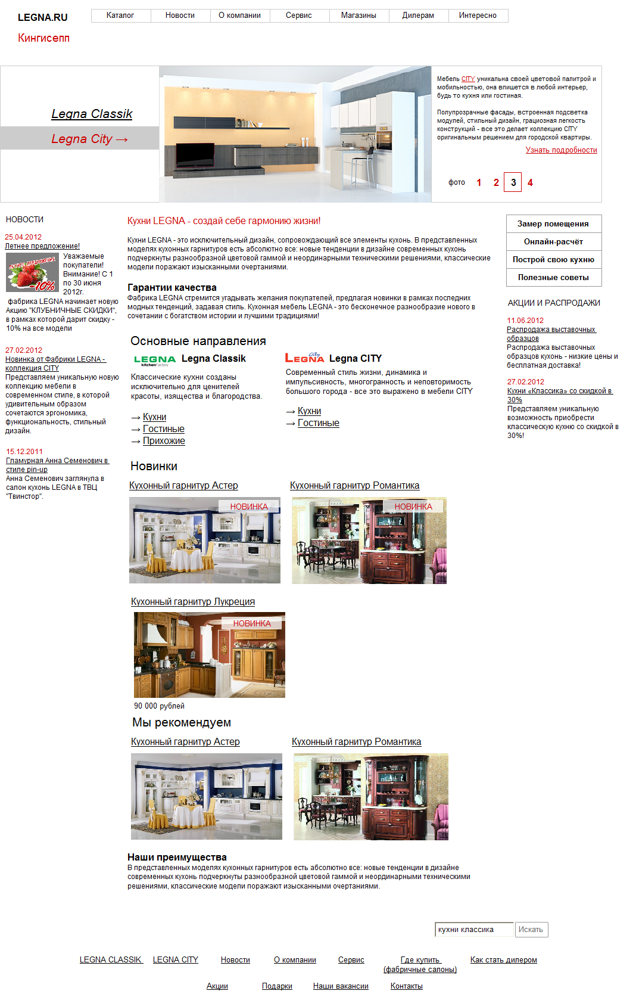 LEGNA.RU
Кингисепп
Каталог
Новости
О компании
Сервис
Магазины
Дилерам
Интересно
Legna Classik
Legna City →
Мебель CITY уникальна своей цветовой палитрой и
мобильностью, она впишется в любой интерьер,
будь то кухня или гостиная.
Полупрозрачные фасады, встроенная подсветка
модулей, стильный дизайн, грациозная легкость
конструкций - все это делает коллекцию CITY
оригинальным решением для городской квартиры.
Узнать подробности
фото 1 2 3 4
НОВОСТИ
25.04.2012
Летнее предложение!
-10%
Уважаемые
покупатели!
Внимание! С 1
по 30 июня
2012г.
фабрика LEGNA начинает новую
Акцию "КЛУБНИЧНЫЕ СКИДКИ",
в рамках которой дарит скидку -
10% на все модели
27.02.2012
Новинка от Фабрики LEGNA -
коллекция CITY
Представляем уникальную новую
коллекцию мебели в
современном стиле, в которой
удивительным образом
сочетаются эргономика,
функциональность, стильный
дизайн.
15.12.2011
Гламурная Анна Семенович в
стиле pin-up
Анна Семенович заглянула в
салон кухонь LEGNA в ТВЦ
"Твинстор".
Кухни LEGNA - создай себе гармонию жизни!
Кухни LEGNA - это исключительный дизайн, сопровождающий все элементы кухонь. В представленных
моделях кухонных гарнитуров есть абсолютно все: новые тенденции в дизайне современных кухонь
подчеркнуты разнообразной цветовой гаммой и неординарными техническими решениями, классические
модели поражают изысканными очертаниями.
Гарантии качества
Фабрика LEGNA стремится угадывать желания покупателей, предлагая новинки в рамках последних
модных тенденций, задавая стиль. Кухонная мебель LEGNA - это бесконечное разнообразие нового в
сочетании с богатством истории и лучшими традициями!
Основные направления
LEGNA
kitchenFactory
Legna Classik
Классические кухни созданы
исключительно для ценителей
красоты, изящества и благородства.
→ Кухни
→ Гостиные
→ Прихожие
City
LEGNA
Legna CITY
Современный стиль жизни, динамика и
импульсивность, многогранность и неповторимость
большого города - все это выражено в мебели CITY
→ Кухни
→ Гостиные
Новинки
Кухонный гарнитур Астер
НОВИНКА
Кухонный гарнитур Романтика
НОВИНКА
Кухонный гарнитур Лукреция
НОВИНКА
90 000 рублей
Мы рекомендуем
Кухонный гарнитур Астер
Кухонный гарнитур Романтика
Наши преимущества
В представленных моделях кухонных гарнитуров есть абсолютно все: новые тенденции в дизайне
современных кухонь подчеркнуты разнообразной цветовой гаммой и неординарными техническими
решениями, классические модели поражают изысканными очертаниями.
Замер помещения
Онлайн-расчёт
Построй свою кухню
Полезные советы
АКЦИИ И РАСПРОДАЖИ
11.06.2012
Распродажа выставочных
образцов
Распродажа выставочных
образцов кухонь - низкие цены и
бесплатная доставка!
27.02.2012
Кухни «Классика» со скидкой в
30%
Представляем уникальную
возможность приобрести
классическую кухню со скидкой в
30%!
кухни классика
Искать
LEGNA CLASSIK
LEGNA CITY
Новости
О компании
Сервис
Где купить
(фабричные салоны)
Как стать дилером
Акции
Подарки
Наши вакансии
Контакты